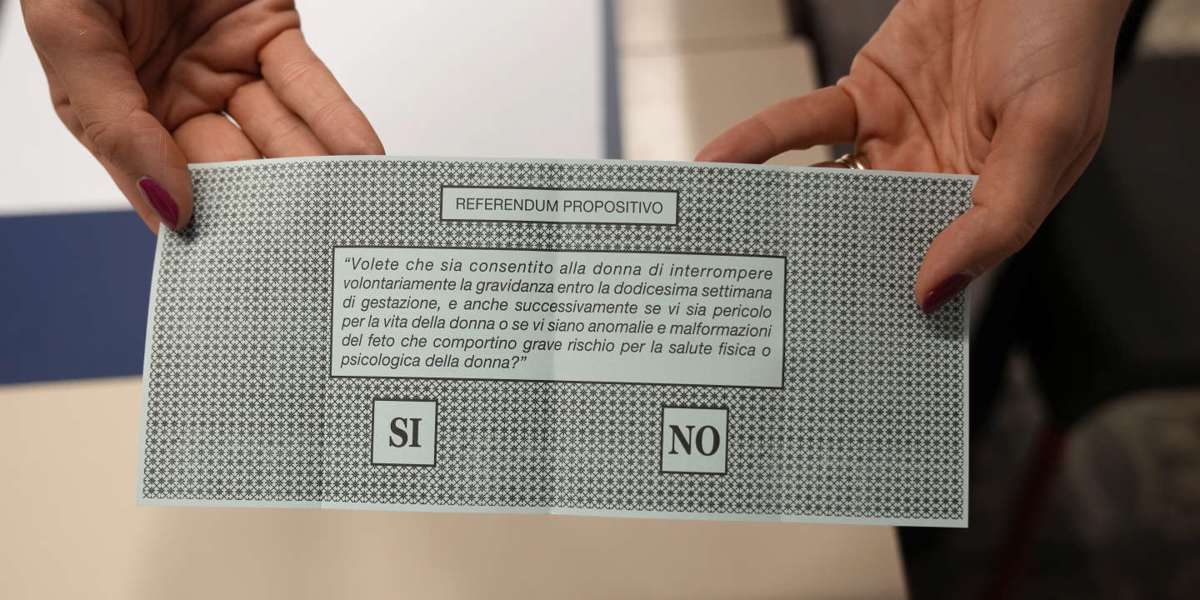 REFERENDUM PROPOSITIVO
“Volete che sia consentito alla donna di interrompere
volontariamente la gravidanza entro la dodicesima settimana
di gestazione, e anche successivamente se vi sia pericolo
per la vita della donna o se vi siano anomalie e malformazioni
del feto che comportino grave rischio per la salute fisica o
psicologica della donna?”
SI NO